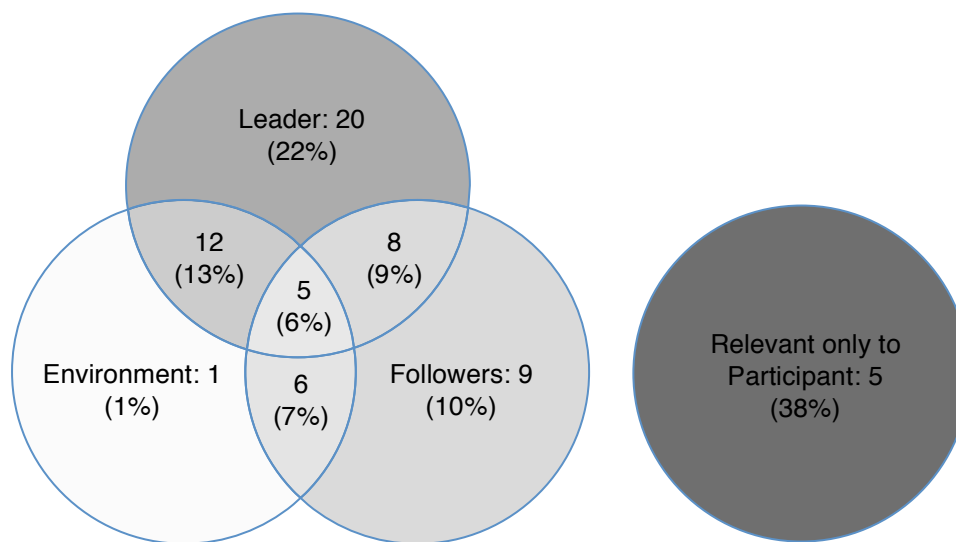 Leader: 20
(22%)
12
(13%)
8
(9%)
5
(6%)
Environment: 1
(1%)
6
(7%)
Followers: 9
(10%)
Relevant only to
Participant: 5
(38%)